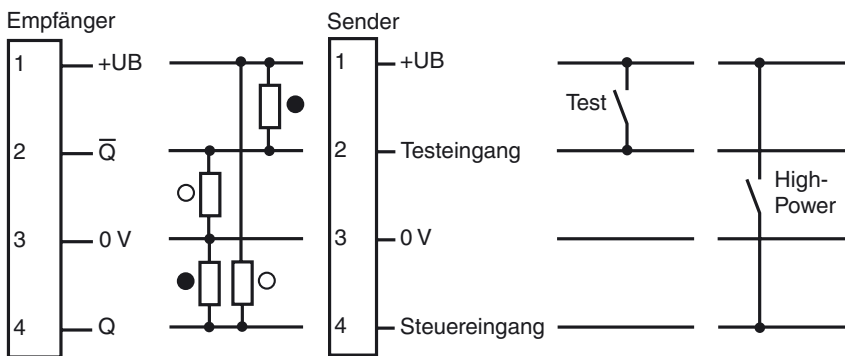 Empfänger
1 +UB
2 Q̅
3 0 V
4 Q
Sender
1 +UB
2 Testeingang
3 0 V
4 Steuereingang
Test
High-
Power